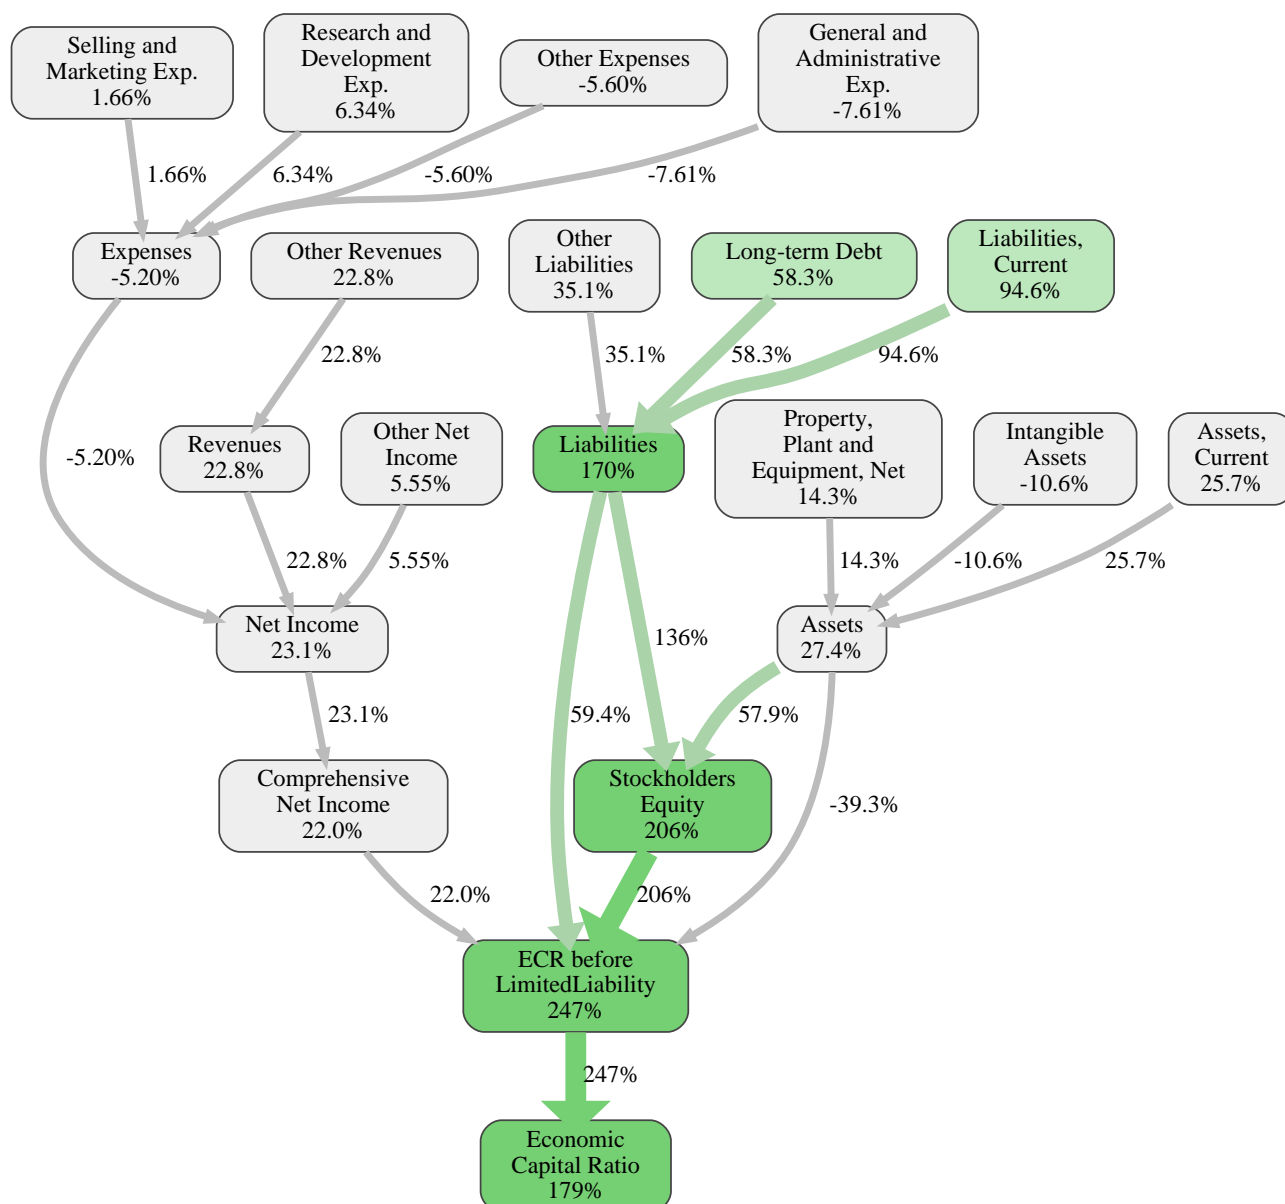 Selling and
Marketing Exp.
1.66%
Research and
Development
Exp.
6.34%
Other Expenses
-5.60%
General and
Administrative
Exp.
-7.61%
1.66%
6.34%
-5.60%
-7.61%
Expenses
-5.20%
Other Revenues
22.8%
Other
Liabilities
35.1%
Long-term Debt
58.3%
Liabilities,
Current
94.6%
22.8%
35.1%
58.3%
94.6%
-5.20%
Revenues
22.8%
Other Net
Income
5.55%
Liabilities
170%
Property,
Plant and
Equipment, Net
14.3%
Intangible
Assets
-10.6%
Assets,
Current
25.7%
22.8%
5.55%
14.3%
-10.6%
25.7%
Net Income
23.1%
136%
Assets
27.4%
23.1%
59.4%
57.9%
Comprehensive
Net Income
22.0%
Stockholders
Equity
206%
-39.3%
22.0%
206%
ECR before
LimitedLiability
247%
247%
Economic
Capital Ratio
179%